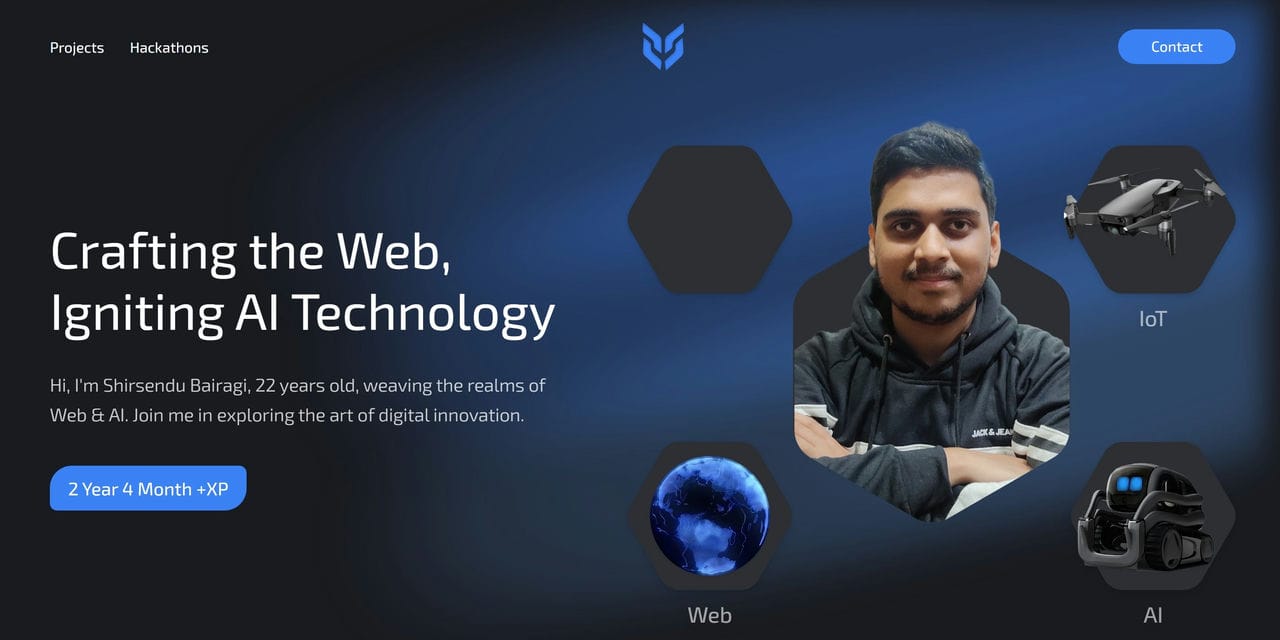 Projects
Hackathons
Contact
Crafting the Web,
Igniting AI Technology
Hi, I'm Shirsendu Bairagi, 22 years old, weaving the realms of
Web & AI. Join me in exploring the art of digital innovation.
2 Year 4 Month +XP
IoT
JACK & JEA
Web
AI